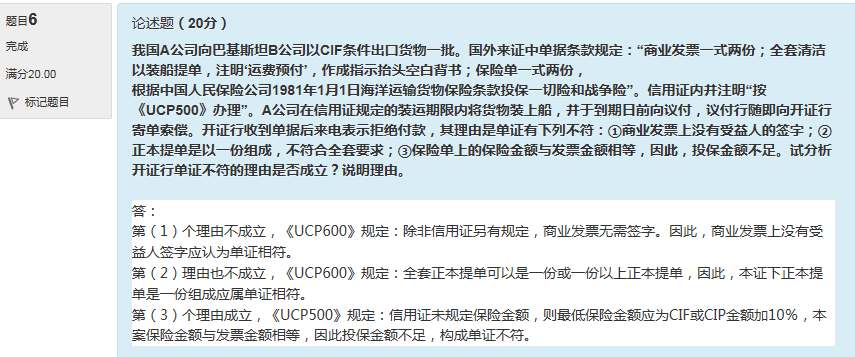 题目6
完成
满分20.00
标记题目
论述题（20分）
我国A公司向巴基斯坦B公司以CIF条件出口货物一批。国外来证中单据条款规定：“商业发票一式两份；全套清洁
以装船提单，注明‘运费预付’，作成指示抬头空白背书；保险单一式两份，
根据中国人民保险公司1981年1月1日海洋运输货物保险条款投保一切险和战争险”。信用证内并注明“按
《UCP500》办理”。A公司在信用证规定的装运期限内将货物装上船，并于到期日前向议付，议付行随即向开证行
寄单索偿。开证行收到单据后来电表示拒绝付款，其理由是单证有下列不符：①商业发票上没有受益人的签字；②
正本提单是以一份组成，不符合全套要求；③保险单上的保险金额与发票金额相等，因此，投保金额不足。试分析
开证行单证不符的理由是否成立？说明理由。
答：
第（1）个理由不成立，《UCP600》规定：除非信用证另有规定，商业发票无需签字。因此，商业发票上没有受
益人签字应认为单证相符。
第（2）理由也不成立，《UCP600》规定：全套正本提单可以是一份或一份以上正本提单，因此，本证下正本提
单是一份组成应属单证相符。
第（3）个理由成立，《UCP500》规定：信用证未规定保险金额，则最低保险金额应为CIF或CIP金额加10%，本
案保险金额与发票金额相等，因此投保金额不足，构成单证不符。